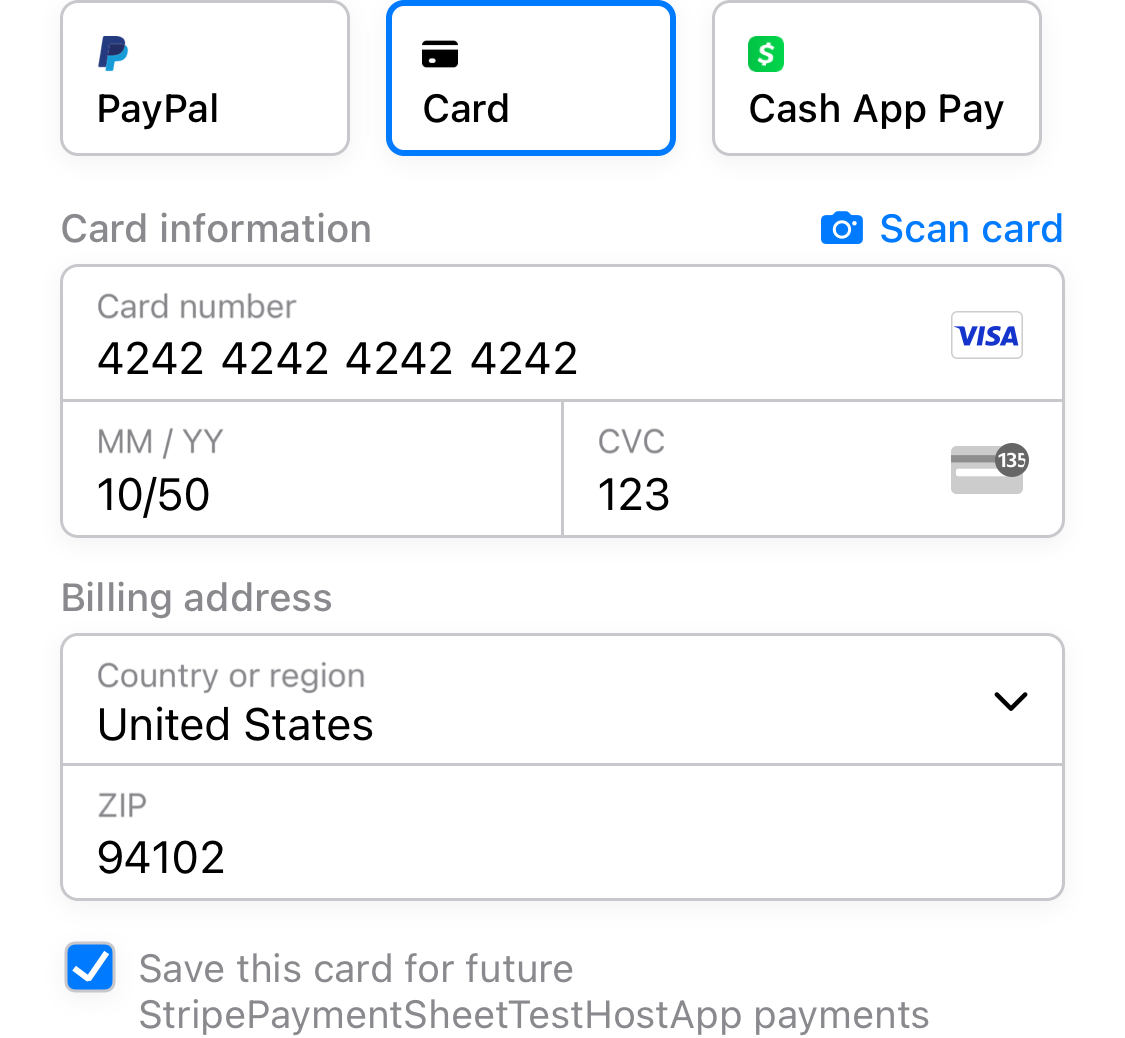 PayPal
Card
$
Cash App Pay
Card information
Scan card
Card number
4242 4242 4242 4242
VISA
MM / YY
10/50
CVC
123
135
Billing address
Country or region
United States
ZIP
94102
Save this card for future
StripePaymentSheetTestHostApp payments